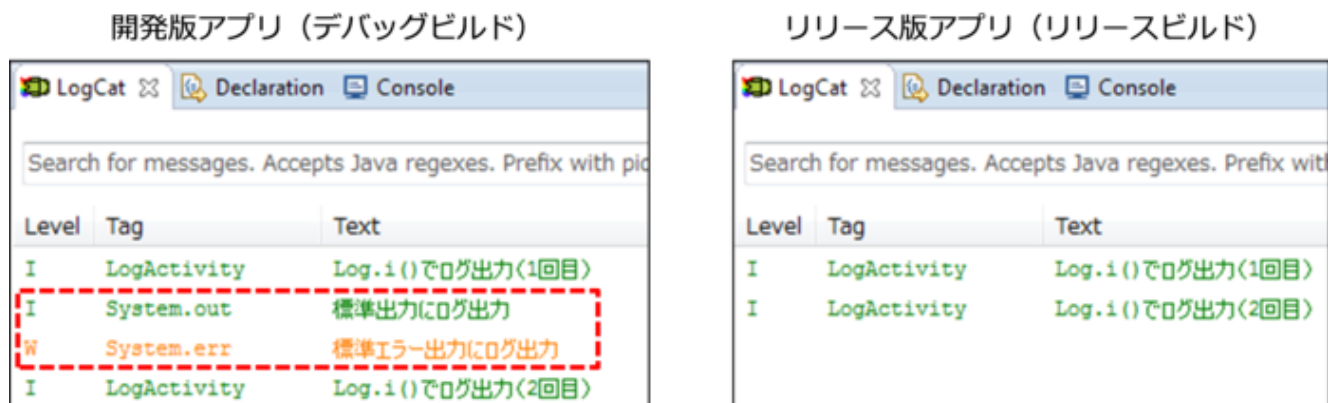 開発版アプリ（デバッグビルド）
LogCat Declaration Console
Search for messages. Accepts Java regexes. Prefix with pid
Level Tag Text
I LogActivity Log.i()でログ出力(1回目)
I System.out 標準出力にログ出力
W System.err 標準エラー出力にログ出力
I LogActivity Log.i()でログ出力(2回目)
リリース版アプリ（リリースビルド）
LogCat Declaration Console
Search for messages. Accepts Java regexes. Prefix with
Level Tag Text
I LogActivity Log.i()でログ出力(1回目)
I LogActivity Log.i()でログ出力(2回目)